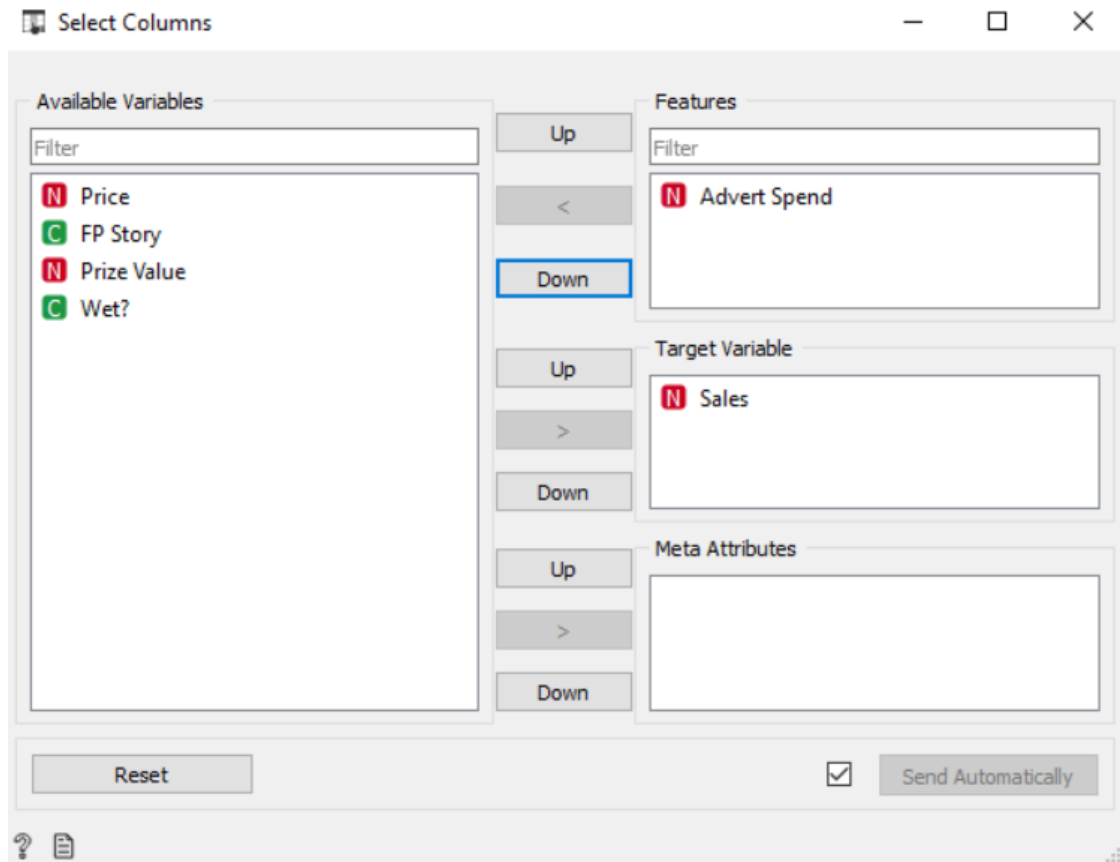 Select Columns
Available Variables
Filter
N Price
C FP Story
N Prize Value
C Wet?
Up
<
Down
Up
>
Down
Up
>
Down
Features
Filter
N Advert Spend
Target Variable
N Sales
Meta Attributes
Reset
Send Automatically
?